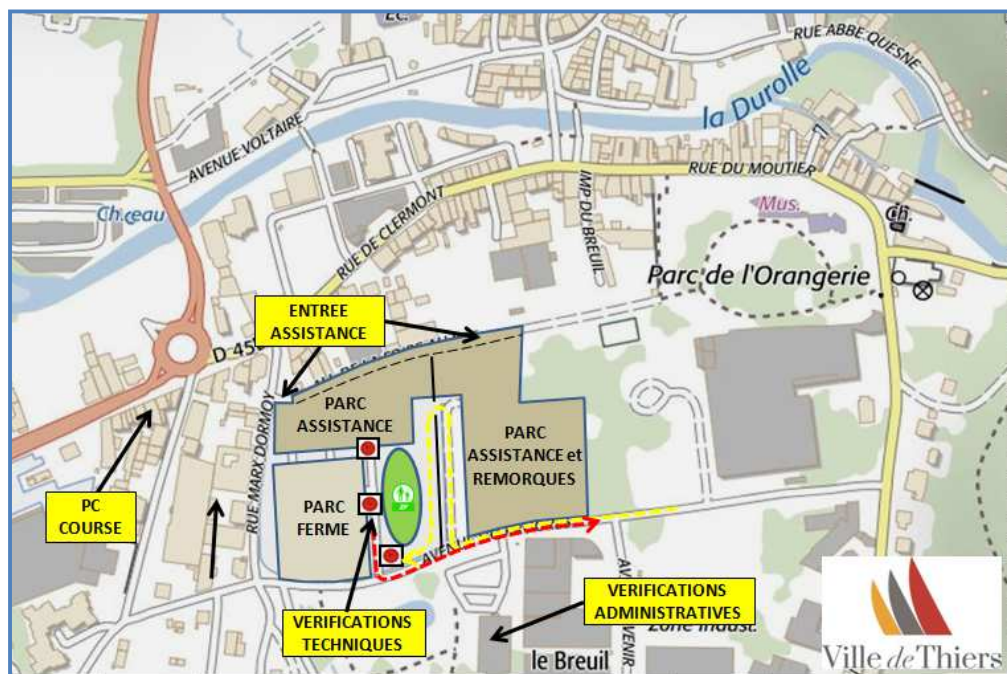 RUE ABBE QUESNE
la Durolle
AVENUE VOLTAIRE
RUE DU MOUTIER
RUE DE CLERMONT
IMP DU BREUIL
Mus.
Ch.
Parc de l'Orangerie
ENTREE
ASSISTANCE
PARC
ASSISTANCE
PARC
ASSISTANCE et
REMORQUES
RUE MARX DORMOY
PC
COURSE
PARC
FERME
VERIFICATIONS
TECHNIQUES
VERIFICATIONS
ADMINISTRATIVES
le Breuil
Ville de Thiers